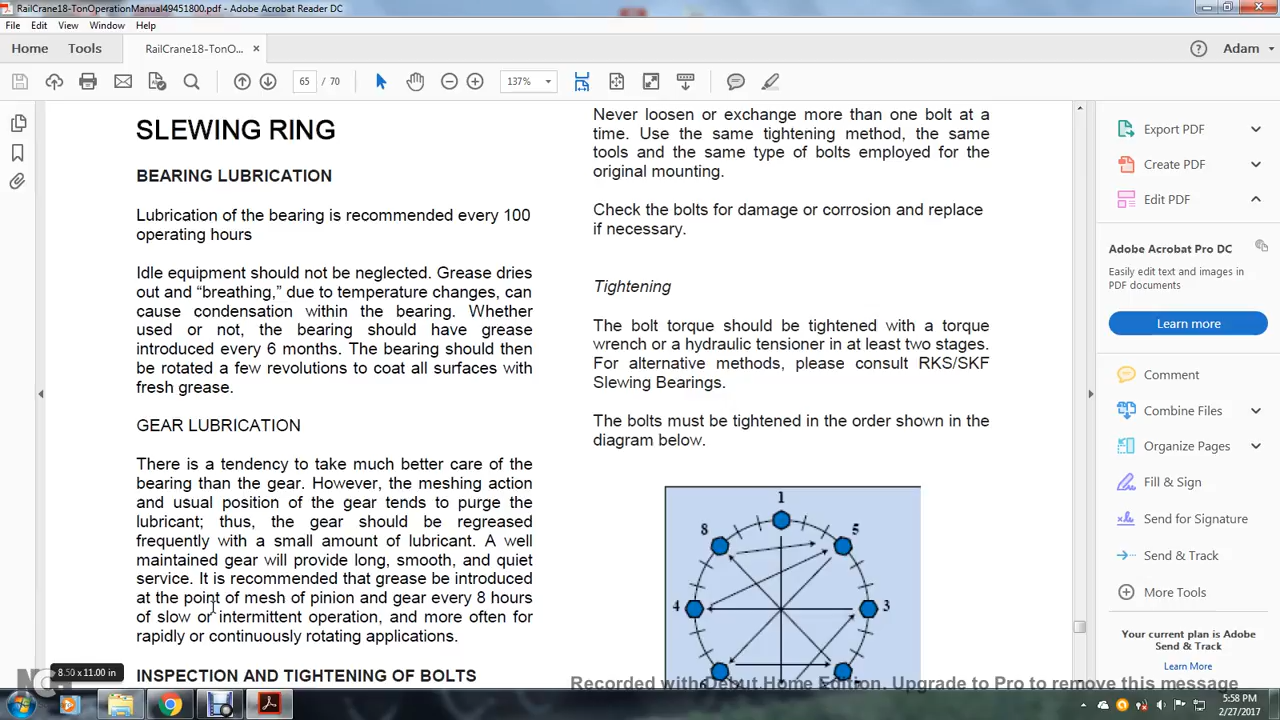 RailCrane18-TonOperationManual49451800.pdf - Adobe Acrobat Reader DC
File Edit View Window Help
Home Tools RailCrane18-TonO... × Adam
65 / 70 137%
SLEWING RING
BEARING LUBRICATION
Lubrication of the bearing is recommended every 100
operating hours
Idle equipment should not be neglected. Grease dries
out and “breathing,” due to temperature changes, can
cause condensation within the bearing. Whether
used or not, the bearing should have grease
introduced every 6 months. The bearing should then
be rotated a few revolutions to coat all surfaces with
fresh grease.
GEAR LUBRICATION
There is a tendency to take much better care of the
bearing than the gear. However, the meshing action
and usual position of the gear tends to purge the
lubricant; thus, the gear should be regreased
frequently with a small amount of lubricant. A well
maintained gear will provide long, smooth, and quiet
service. It is recommended that grease be introduced
at the point of mesh of pinion and gear every 8 hours
of slow or intermittent operation, and more often for
rapidly or continuously rotating applications.
INSPECTION AND TIGHTENING OF BOLTS
Never loosen or exchange more than one bolt at a
time. Use the same tightening method, the same
tools and the same type of bolts employed for the
original mounting.
Check the bolts for damage or corrosion and replace
if necessary.
Tightening
The bolt torque should be tightened with a torque
wrench or a hydraulic tensioner in at least two stages.
For alternative methods, please consult RKS/SKF
Slewing Bearings.
The bolts must be tightened in the order shown in the
diagram below.
1
8 5
4 3
Export PDF
Create PDF
Edit PDF
Adobe Acrobat Pro DC
Easily edit text and images in
PDF documents
Learn more
Comment
Combine Files
Organize Pages
Fill & Sign
Send for Signature
Send & Track
More Tools
Your current plan is Adobe
Send & Track
Learn More
8.50 x 11.00 in
Recorded with Debut Home Edition. Upgrade to Pro to remove this message
5:58 PM
2/27/2017